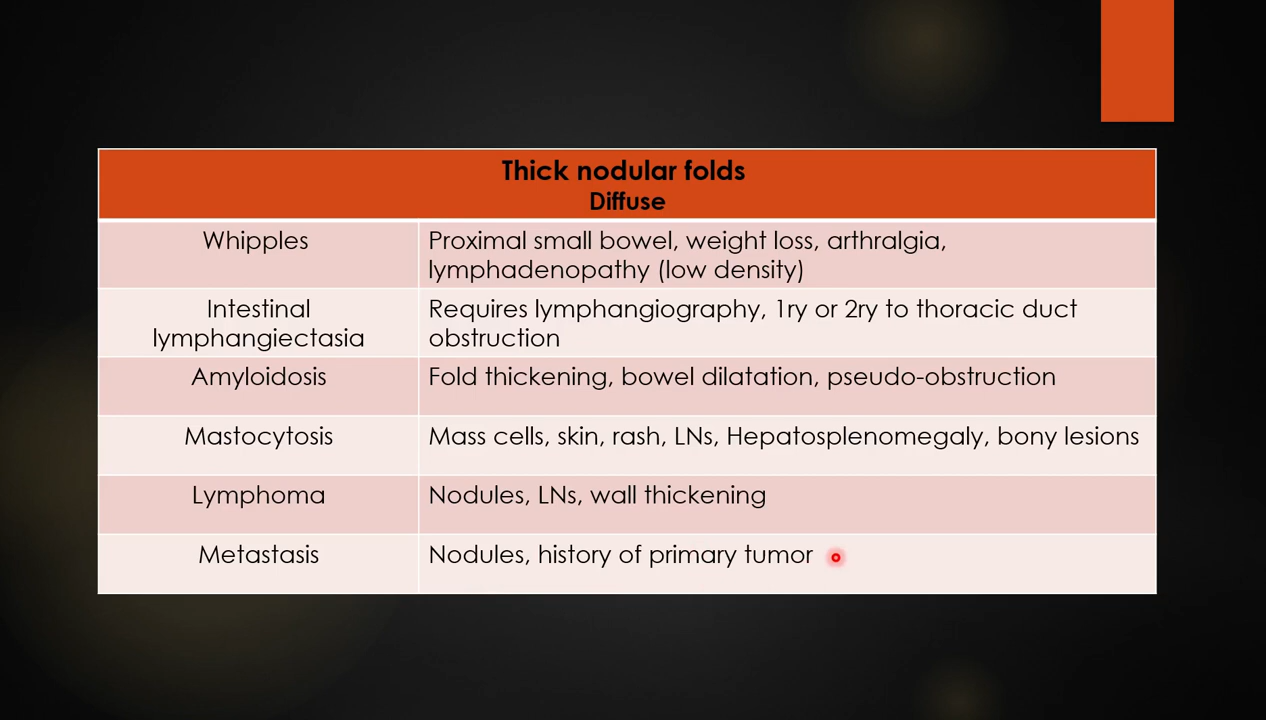 Thick nodular folds
Diffuse
Whipples
Proximal small bowel, weight loss, arthralgia,
lymphadenopathy (low density)
Intestinal
lymphangiectasia
Requires lymphangiography, 1ry or 2ry to thoracic duct
obstruction
Amyloidosis
Fold thickening, bowel dilatation, pseudo-obstruction
Mastocytosis
Mass cells, skin, rash, LNs, Hepatosplenomegaly, bony lesions
Lymphoma
Nodules, LNs, wall thickening
Metastasis
Nodules, history of primary tumor